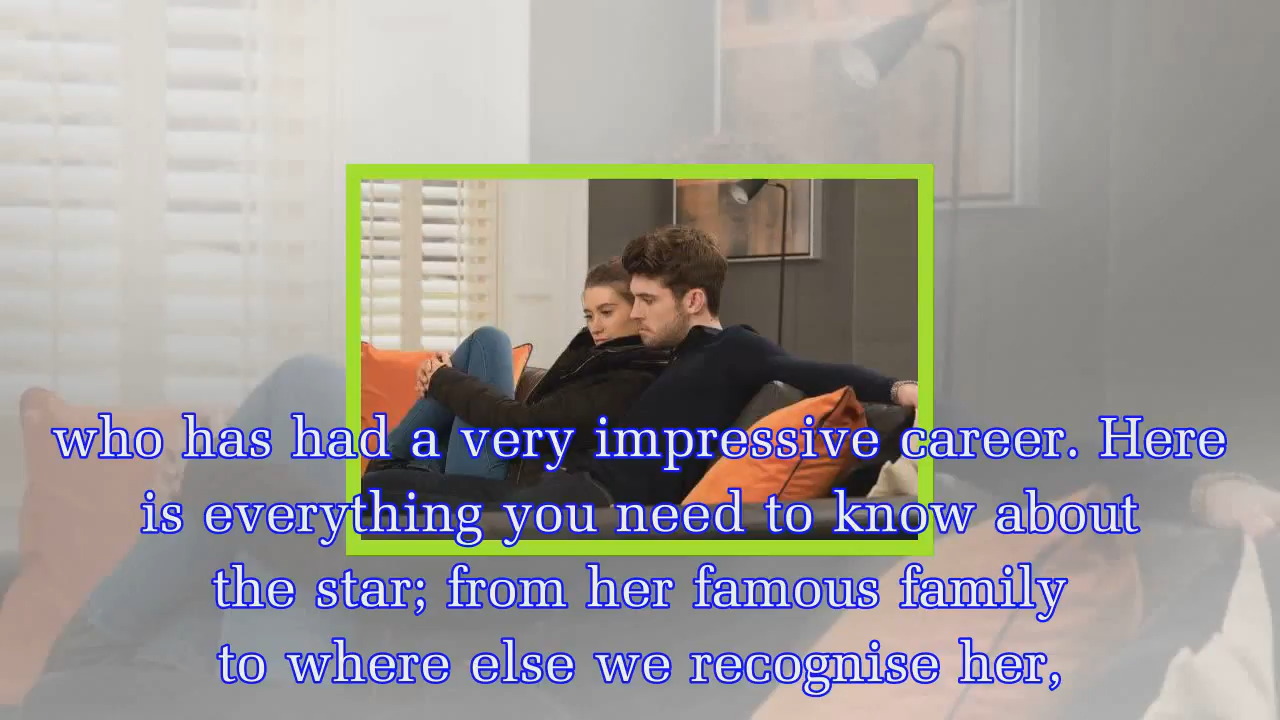 who has had a very impressive career. Here
is everything you need to know about
the star; from her famous family
to where else we recognise her,